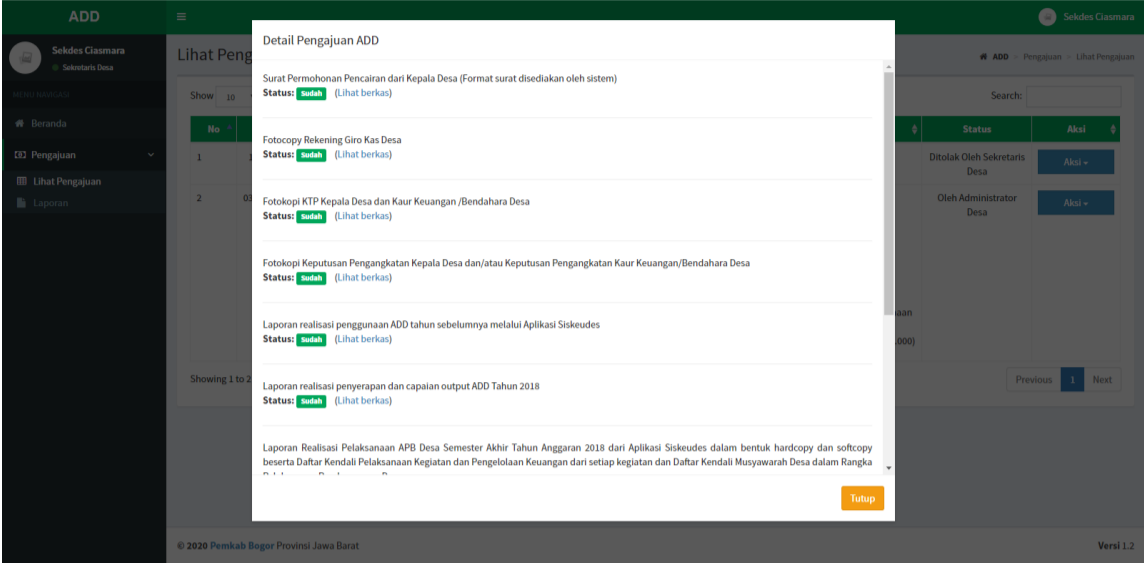 ADD
Sekdes Ciasmara
Sekdes Ciasmara
Sekretaris Desa
MENU NAVIGASI
Beranda
Pengajuan
Lihat Pengajuan
Laporan
Lihat Peng
ADD > Pengajuan > Lihat Pengajuan
Show 10
Search:
No
Status
Aksi
1
Ditolak Oleh Sekretaris
Desa
Aksi
2 03
Oleh Administrator
Desa
Aksi
aan
.000)
Showing 1 to 2
Previous 1 Next
Detail Pengajuan ADD
Surat Permohonan Pencairan dari Kepala Desa (Format surat disediakan oleh sistem)
Status: Sudah (Lihat berkas)
Fotocopy Rekening Giro Kas Desa
Status: Sudah (Lihat berkas)
Fotokopi KTP Kepala Desa dan Kaur Keuangan /Bendahara Desa
Status: Sudah (Lihat berkas)
Fotokopi Keputusan Pengangkatan Kepala Desa dan/atau Keputusan Pengangkatan Kaur Keuangan/Bendahara Desa
Status: Sudah (Lihat berkas)
Laporan realisasi penggunaan ADD tahun sebelumnya melalui Aplikasi Siskeudes
Status: Sudah (Lihat berkas)
Laporan realisasi penyerapan dan capaian output ADD Tahun 2018
Status: Sudah (Lihat berkas)
Laporan Realisasi Pelaksanaan APB Desa Semester Akhir Tahun Anggaran 2018 dari Aplikasi Siskeudes dalam bentuk hardcopy dan softcopy
beserta Daftar Kendali Pelaksanaan Kegiatan dan Pengelolaan Keuangan dari setiap kegiatan dan Daftar Kendali Musyawarah Desa dalam Rangka
Tutup
© 2020 Pemkab Bogor Provinsi Jawa Barat
Versi 1.2